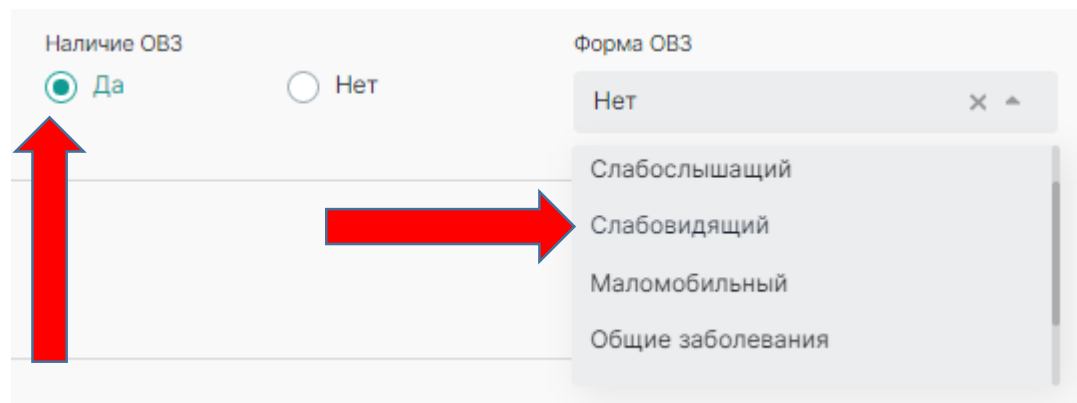 Наличие ОВЗ
Форма ОВЗ
Да
Нет
Нет
Слабослышащий
Слабовидящий
Маломобильный
Общие заболевания